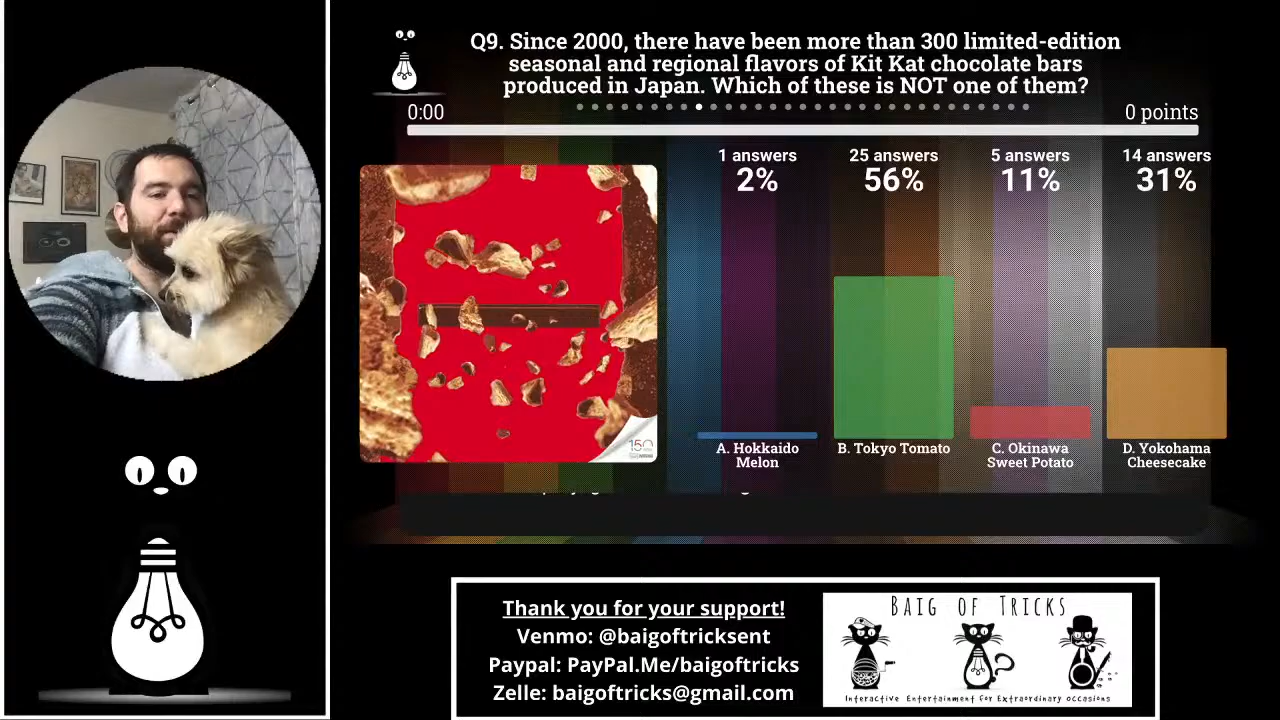 Q9. Since 2000, there have been more than 300 limited-edition
seasonal and regional flavors of Kit Kat chocolate bars
produced in Japan. Which of these is NOT one of them?
0:00
0 points
1 answers
2%
25 answers
56%
5 answers
11%
14 answers
31%
150
A. Hokkaido
Melon
B. Tokyo Tomato
C. Okinawa
Sweet Potato
D. Yokohama
Cheesecake
Thank you for your support!
Venmo: @baigoftricksent
Paypal: PayPal.Me/baigoftricks
Zelle: baigoftricks@gmail.com
BAIG OF TRICKS
Interactive Entertainment for Extraordinary occasions